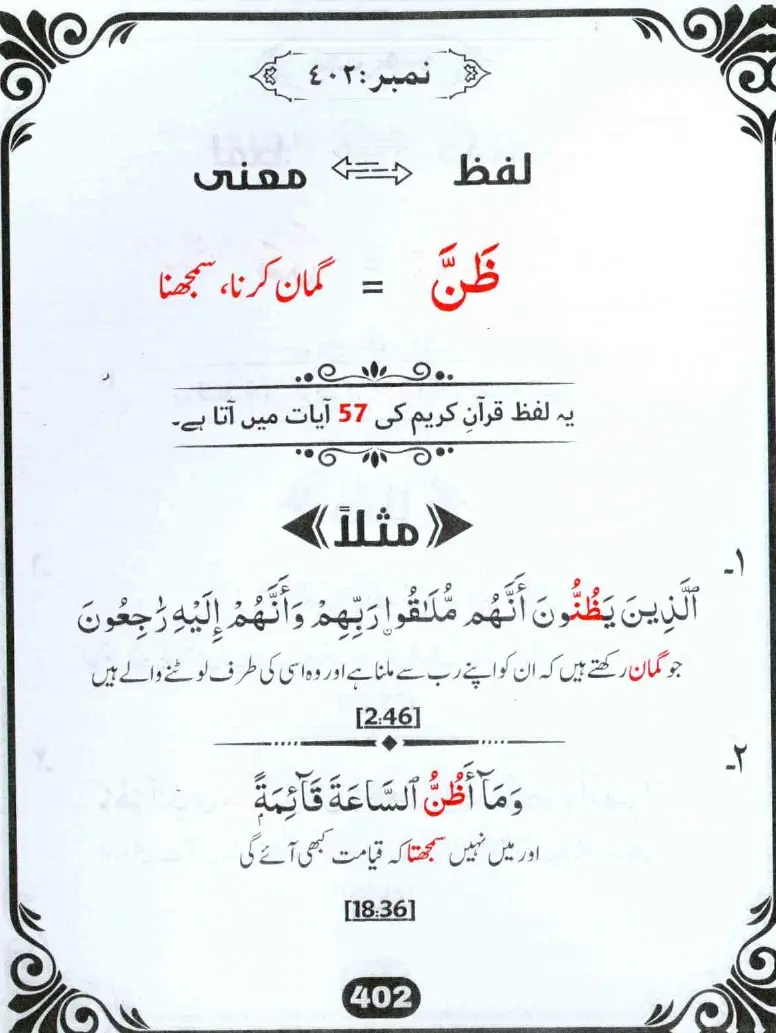 نمبر: ۴۰۲
لفظ ⇐⇒ معنی
ظَنَّ = گمان کرنا، سمجھنا
یہ لفظ قرآنِ کریم کی 57 آیات میں آتا ہے۔
مثلاً
۱۔
ٱلَّذِينَ يَظُنُّونَ أَنَّهُم مُّلَـٰقُوا۟ رَبِّهِمْ وَأَنَّهُمْ إِلَيْهِ رَٰجِعُونَ
جو گمان رکھتے ہیں کہ ان کو اپنے رب سے ملنا ہے اور وہ اسی کی طرف لوٹنے والے ہیں
[2:46]
۲۔
وَمَآ أَظُنُّ ٱلسَّاعَةَ قَآئِمَةً
اور میں نہیں سمجھتا کہ قیامت کبھی آئے گی
[18:36]
402